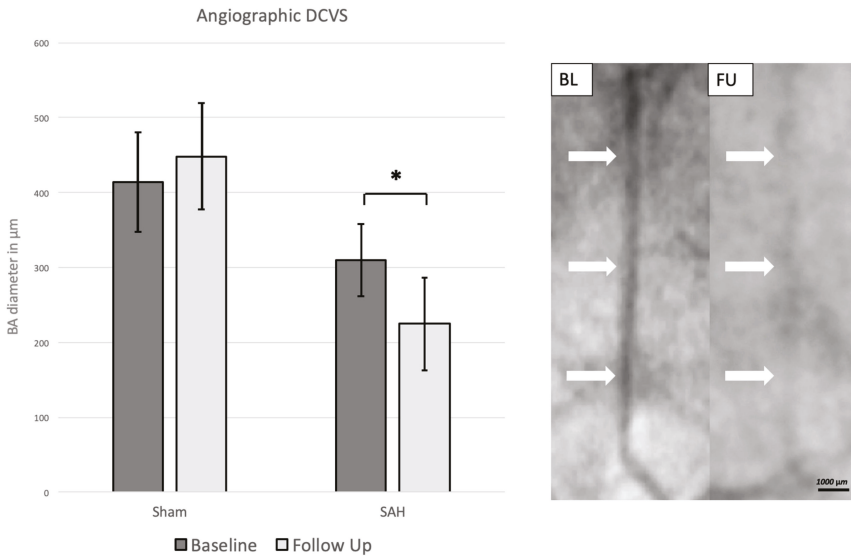 Angiographic DCVS
BA diameter in µm
600
500
400
300
200
100
0
*
Sham
SAH
Baseline
Follow Up
BL
FU
1000 µm